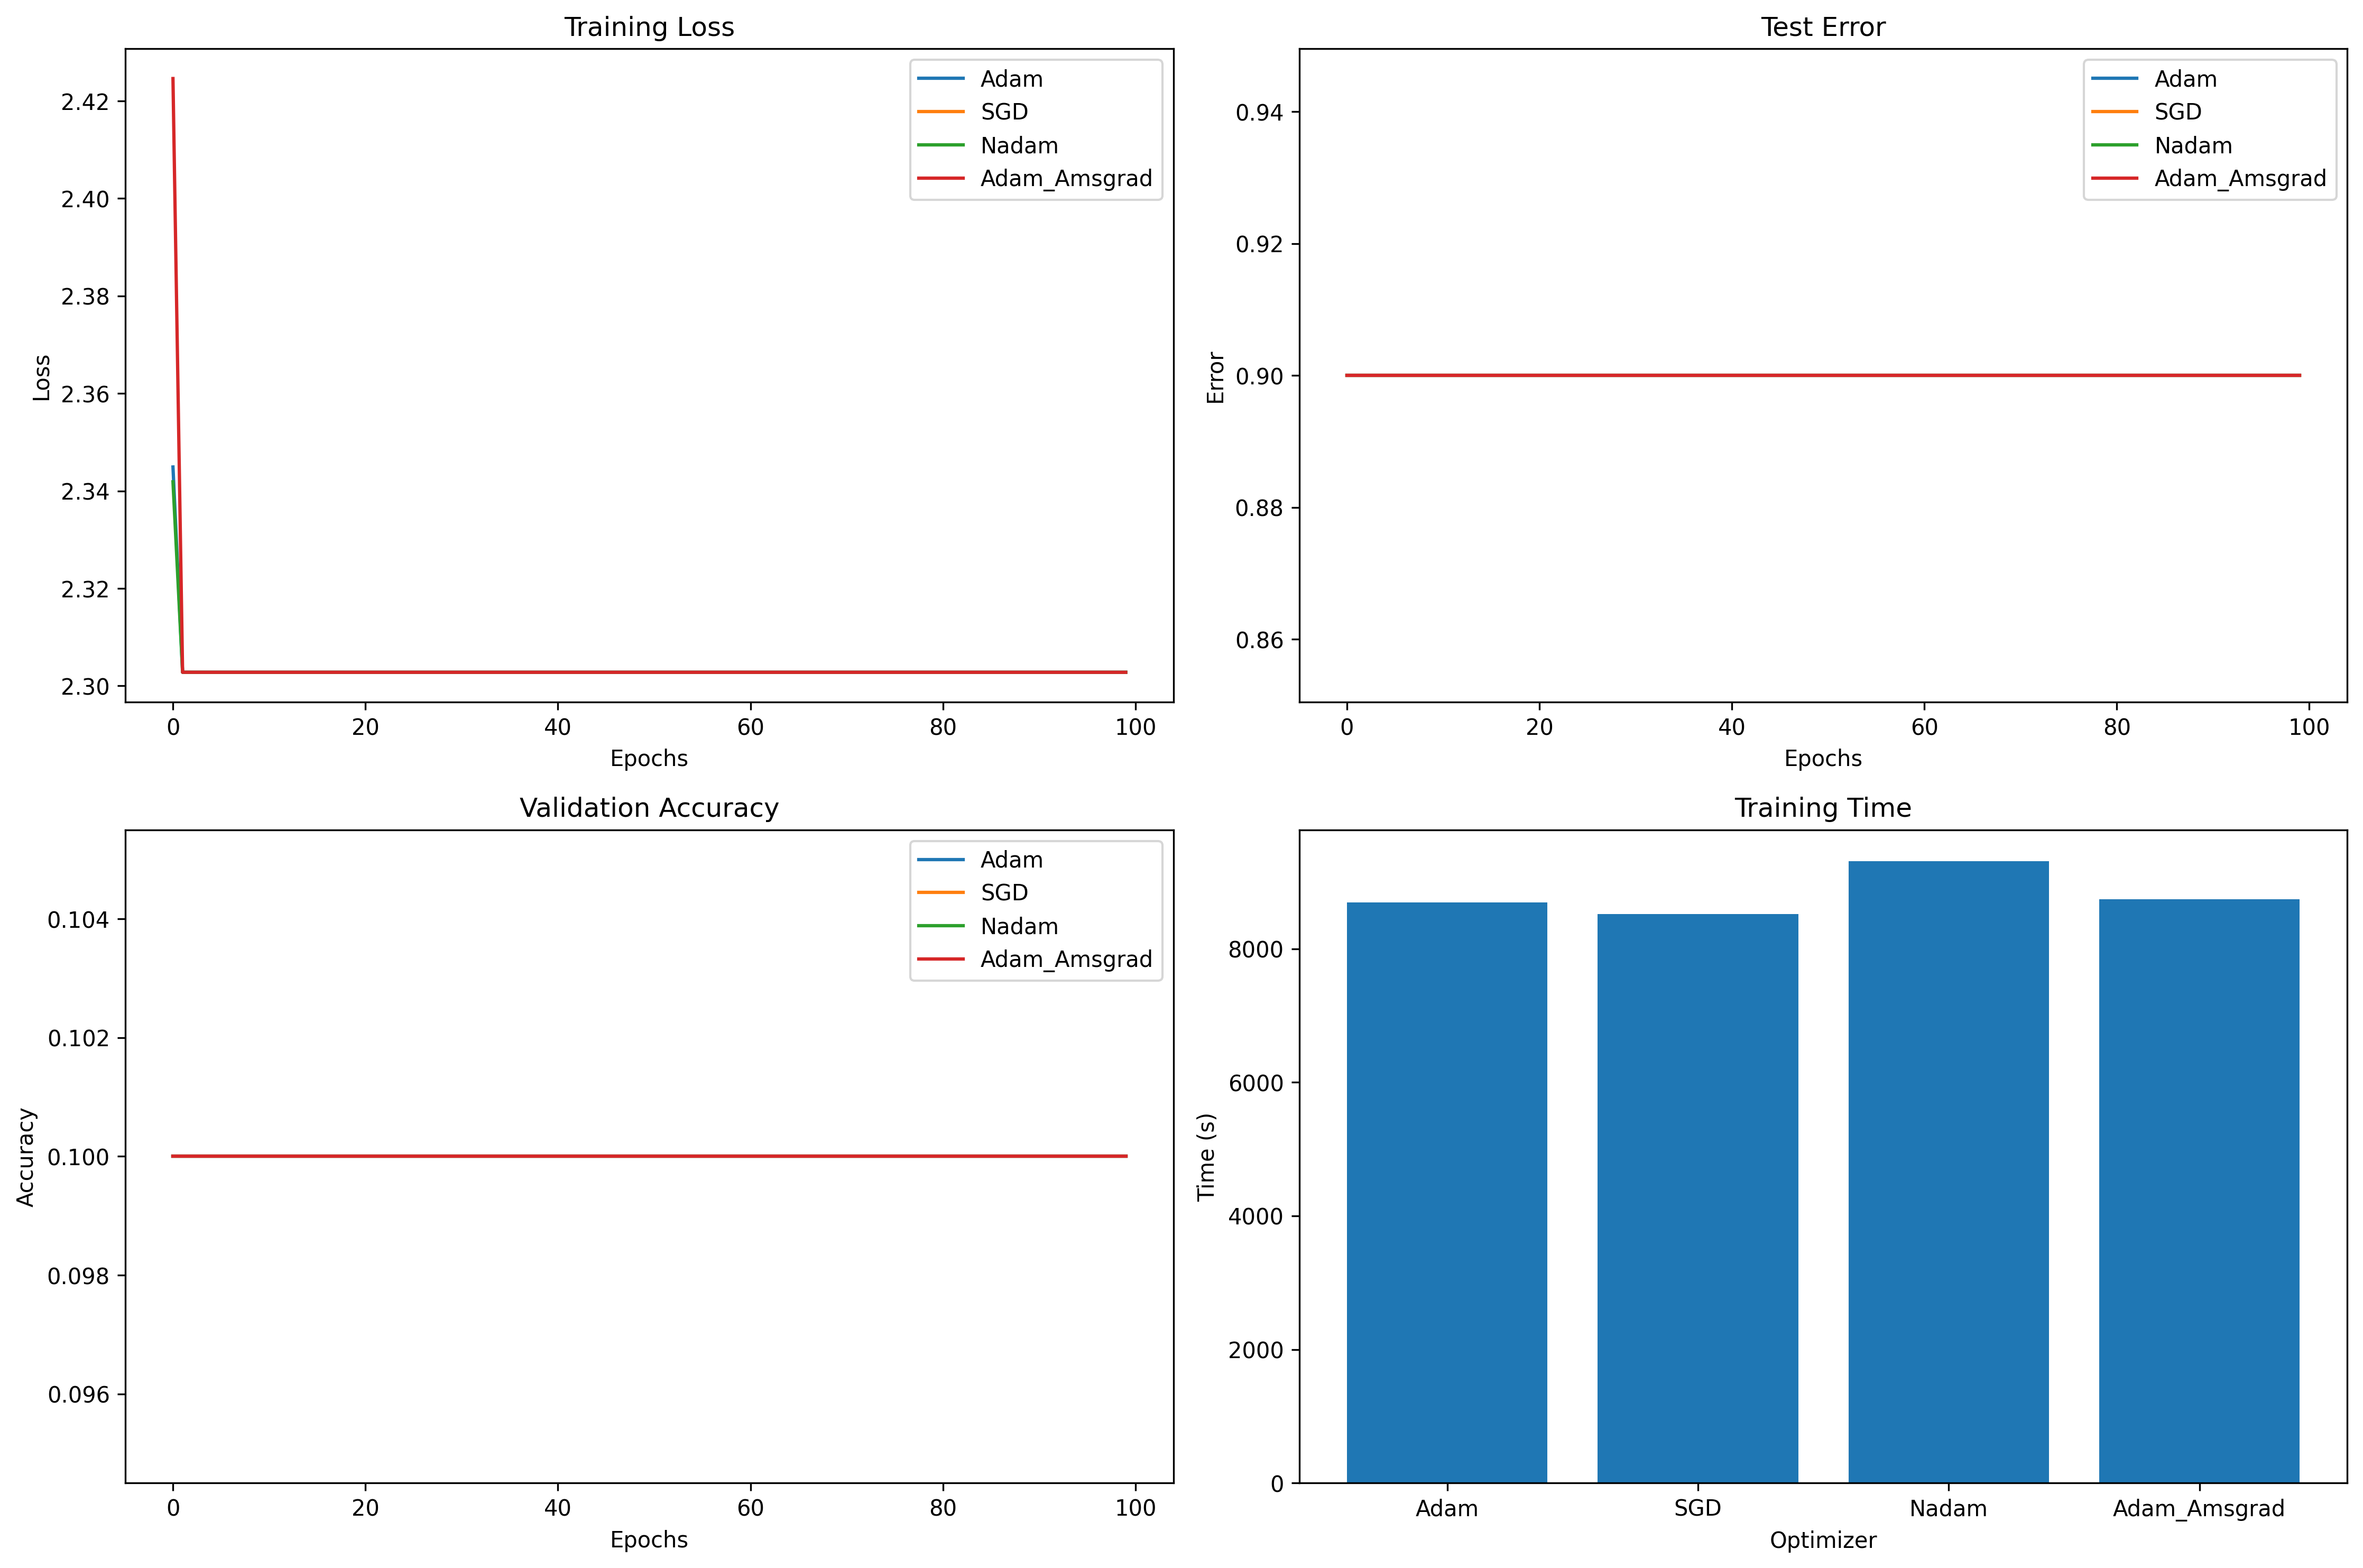 Training Loss
Loss
2.42
2.40
2.38
2.36
2.34
2.32
2.30
Adam
SGD
Nadam
Adam_Amsgrad
0 20 40 60 80 100
Epochs
Test Error
Error
0.94
0.92
0.90
0.88
0.86
Adam
SGD
Nadam
Adam_Amsgrad
0 20 40 60 80 100
Epochs
Validation Accuracy
Accuracy
0.104
0.102
0.100
0.098
0.096
Adam
SGD
Nadam
Adam_Amsgrad
0 20 40 60 80 100
Epochs
Training Time
Time (s)
8000
6000
4000
2000
0
Adam SGD Nadam Adam_Amsgrad
Optimizer